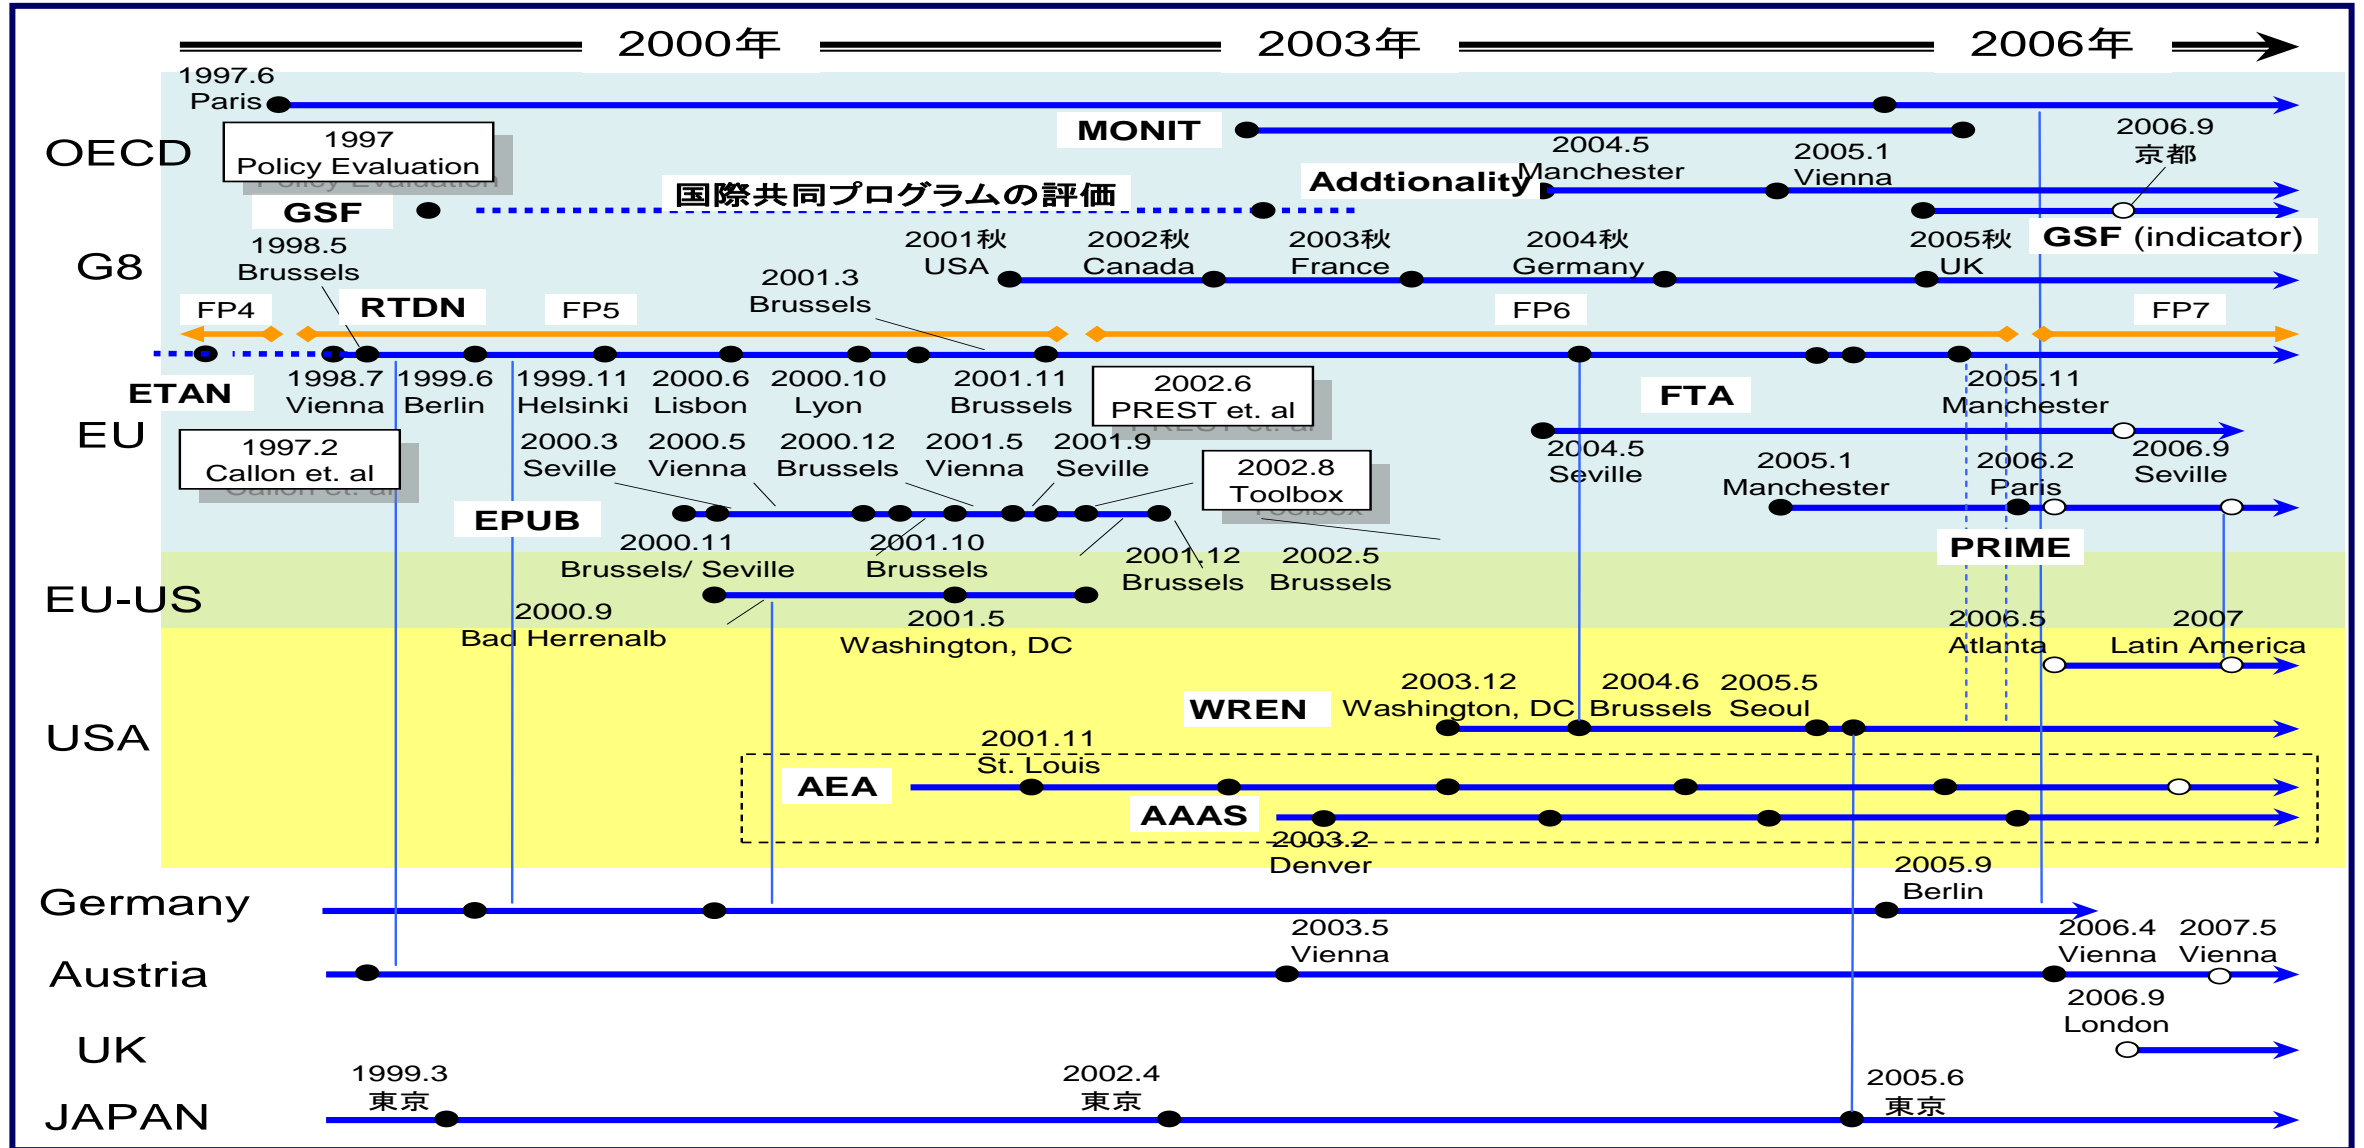 2000年
2003年
2006年
1997.6
Paris
OECD
1997
Policy Evaluation
MONIT
2004.5
Manchester
2005.1
Vienna
2006.9
京都
Addtionality
国際共同プログラムの評価
GSF
GSF (indicator)
G8
1998.5
Brussels
2001.3
Brussels
2001秋
USA
2002秋
Canada
2003秋
France
2004秋
Germany
2005秋
UK
FP4
RTDN
FP5
FP6
FP7
ETAN
EU
1998.7
Vienna
1999.6
Berlin
1999.11
Helsinki
2000.6
Lisbon
2000.10
Lyon
2001.11
Brussels
2002.6
PREST et. al
FTA
2005.11
Manchester
1997.2
Callon et. al
2000.3
Seville
2000.5
Vienna
2000.12
Brussels
2001.5
Vienna
2001.9
Seville
2002.8
Toolbox
2004.5
Seville
2005.1
Manchester
2006.2
Paris
2006.9
Seville
EPUB
PRIME
2000.11
Brussels/ Seville
2001.10
Brussels
2001.12
Brussels
2002.5
Brussels
EU-US
2000.9
Bad Herrenalb
2001.5
Washington, DC
2006.5
Atlanta
2007
Latin America
USA
WREN
2003.12
Washington, DC
2004.6
Brussels
2005.5
Seoul
2001.11
St. Louis
AEA
AAAS
2003.2
Denver
Germany
2005.9
Berlin
Austria
2003.5
Vienna
2006.4
Vienna
2007.5
Vienna
UK
2006.9
London
JAPAN
1999.3
東京
2002.4
東京
2005.6
東京